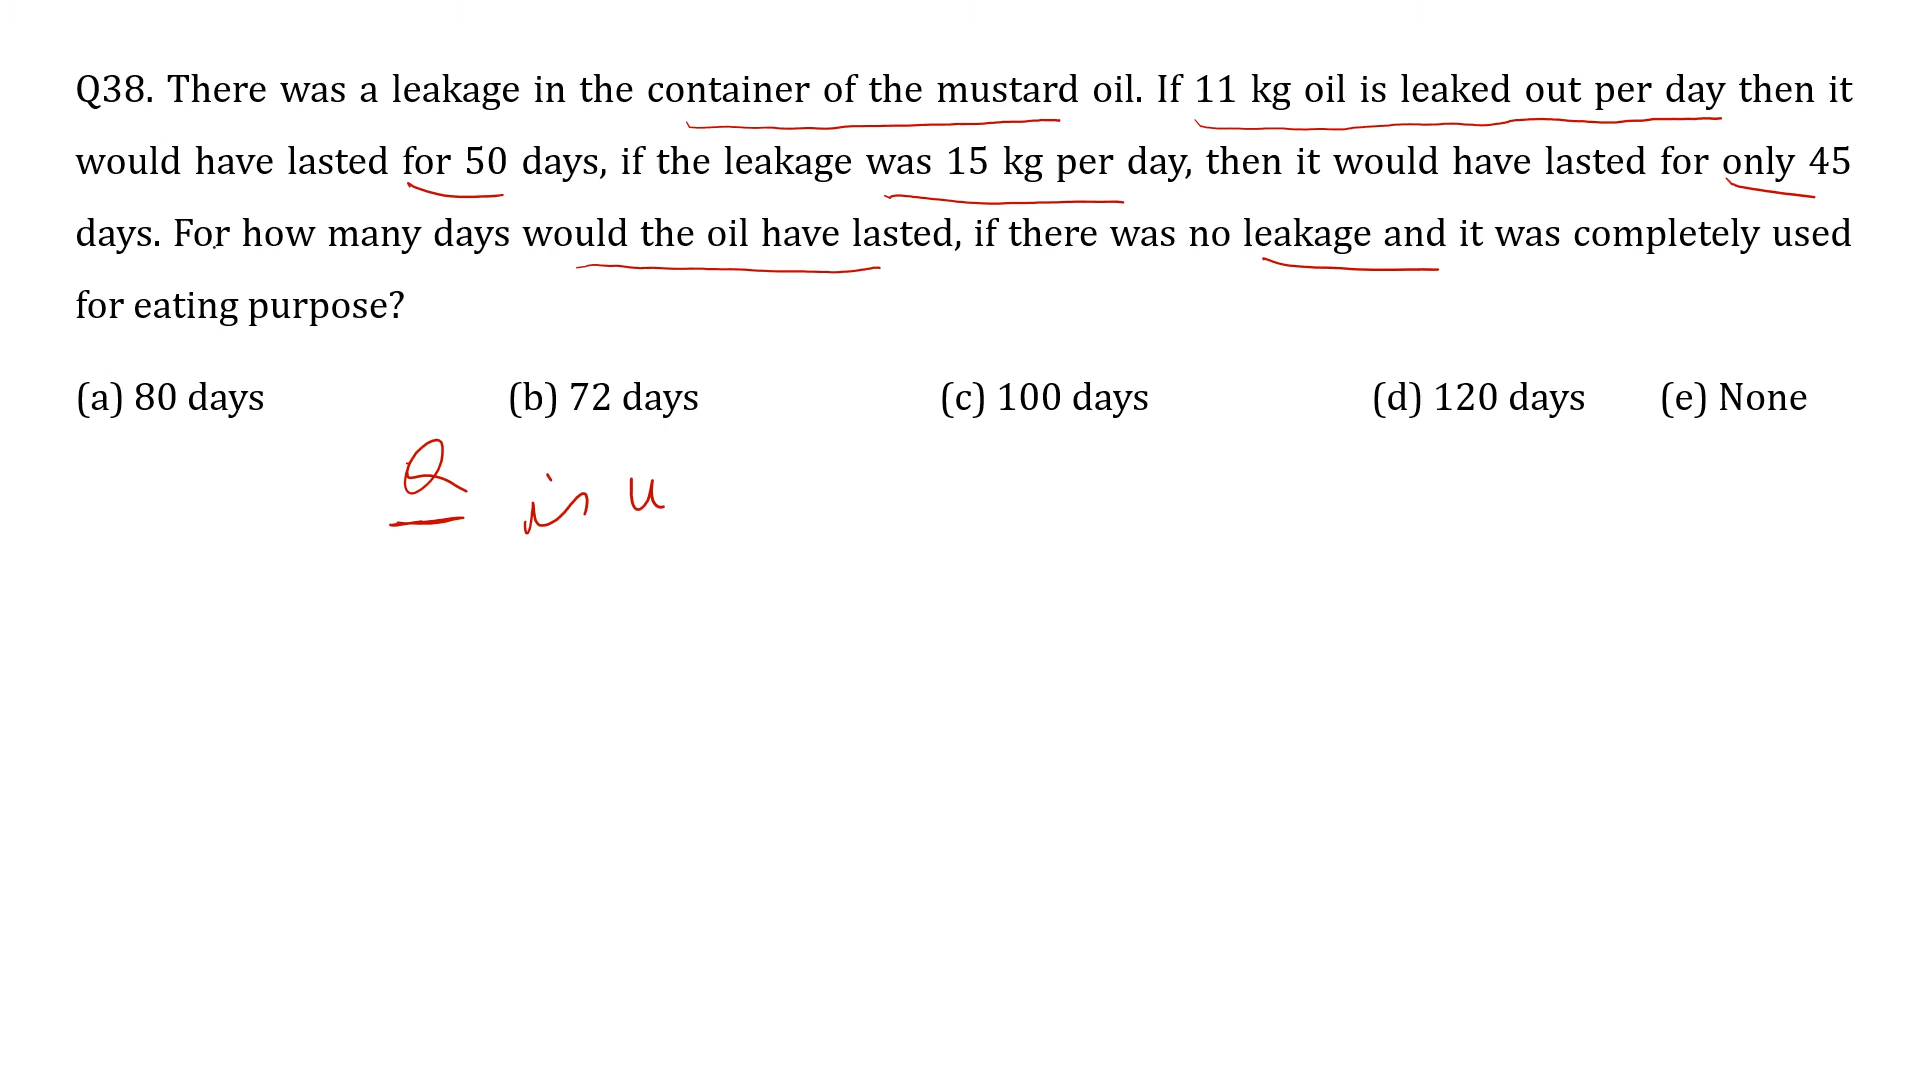 Q38. There was a leakage in the container of the mustard oil. If 11 kg oil is leaked out per day then it
would have lasted for 50 days, if the leakage was 15 kg per day, then it would have lasted for only 45
days. For how many days would the oil have lasted, if there was no leakage and it was completely used
for eating purpose?
(a) 80 days (b) 72 days (c) 100 days (d) 120 days (e) None
Q is u